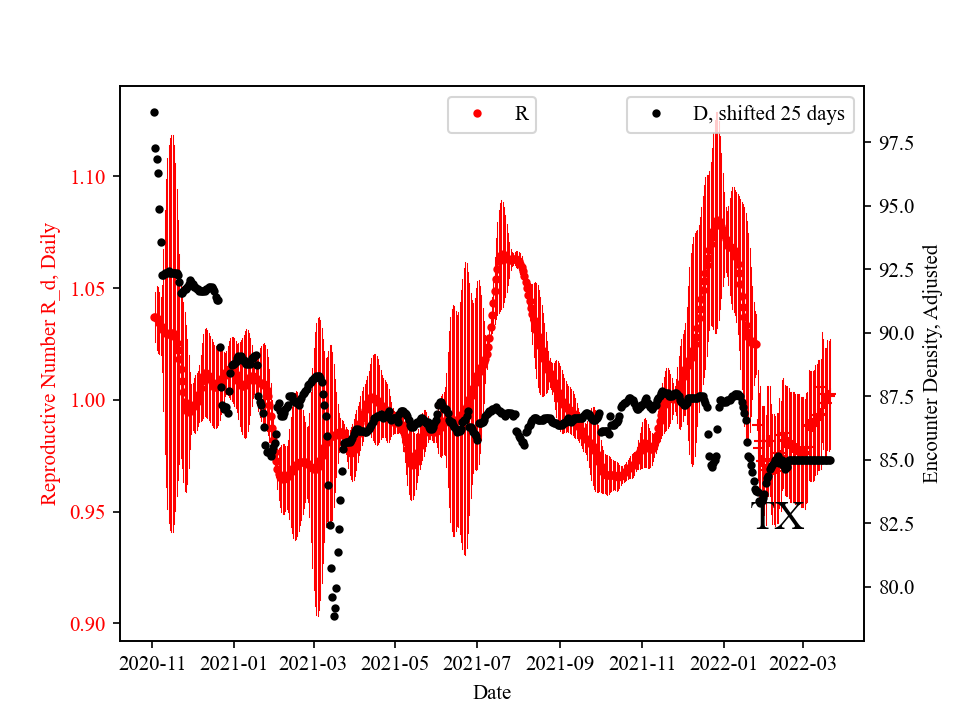 R
D, shifted 25 days
Reproductive Number R_d, Daily
1.10
1.05
1.00
0.95
0.90
97.5
95.0
92.5
90.0
87.5
85.0
82.5
80.0
Encounter Density, Adjusted
TX
2020-11 2021-01 2021-03 2021-05 2021-07 2021-09 2021-11 2022-01 2022-03
Date